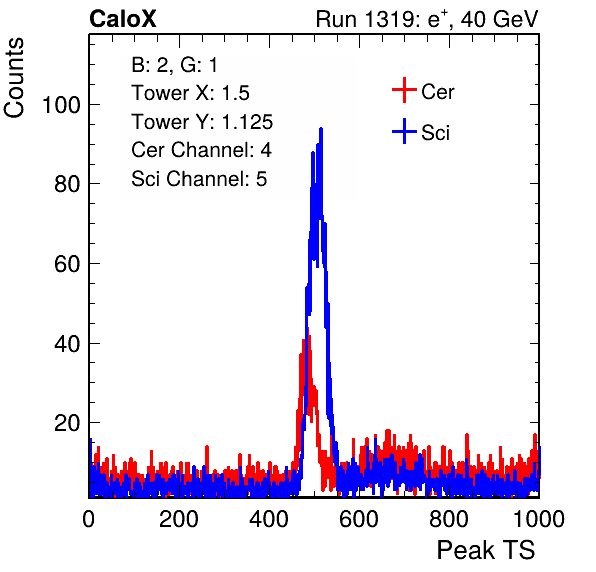 CaloX
Run 1319: e+, 40 GeV
Counts
B: 2, G: 1
Tower X: 1.5
Tower Y: 1.125
Cer Channel: 4
Sci Channel: 5
Cer
Sci
100
80
60
40
20
0 200 400 600 800 1000
Peak TS